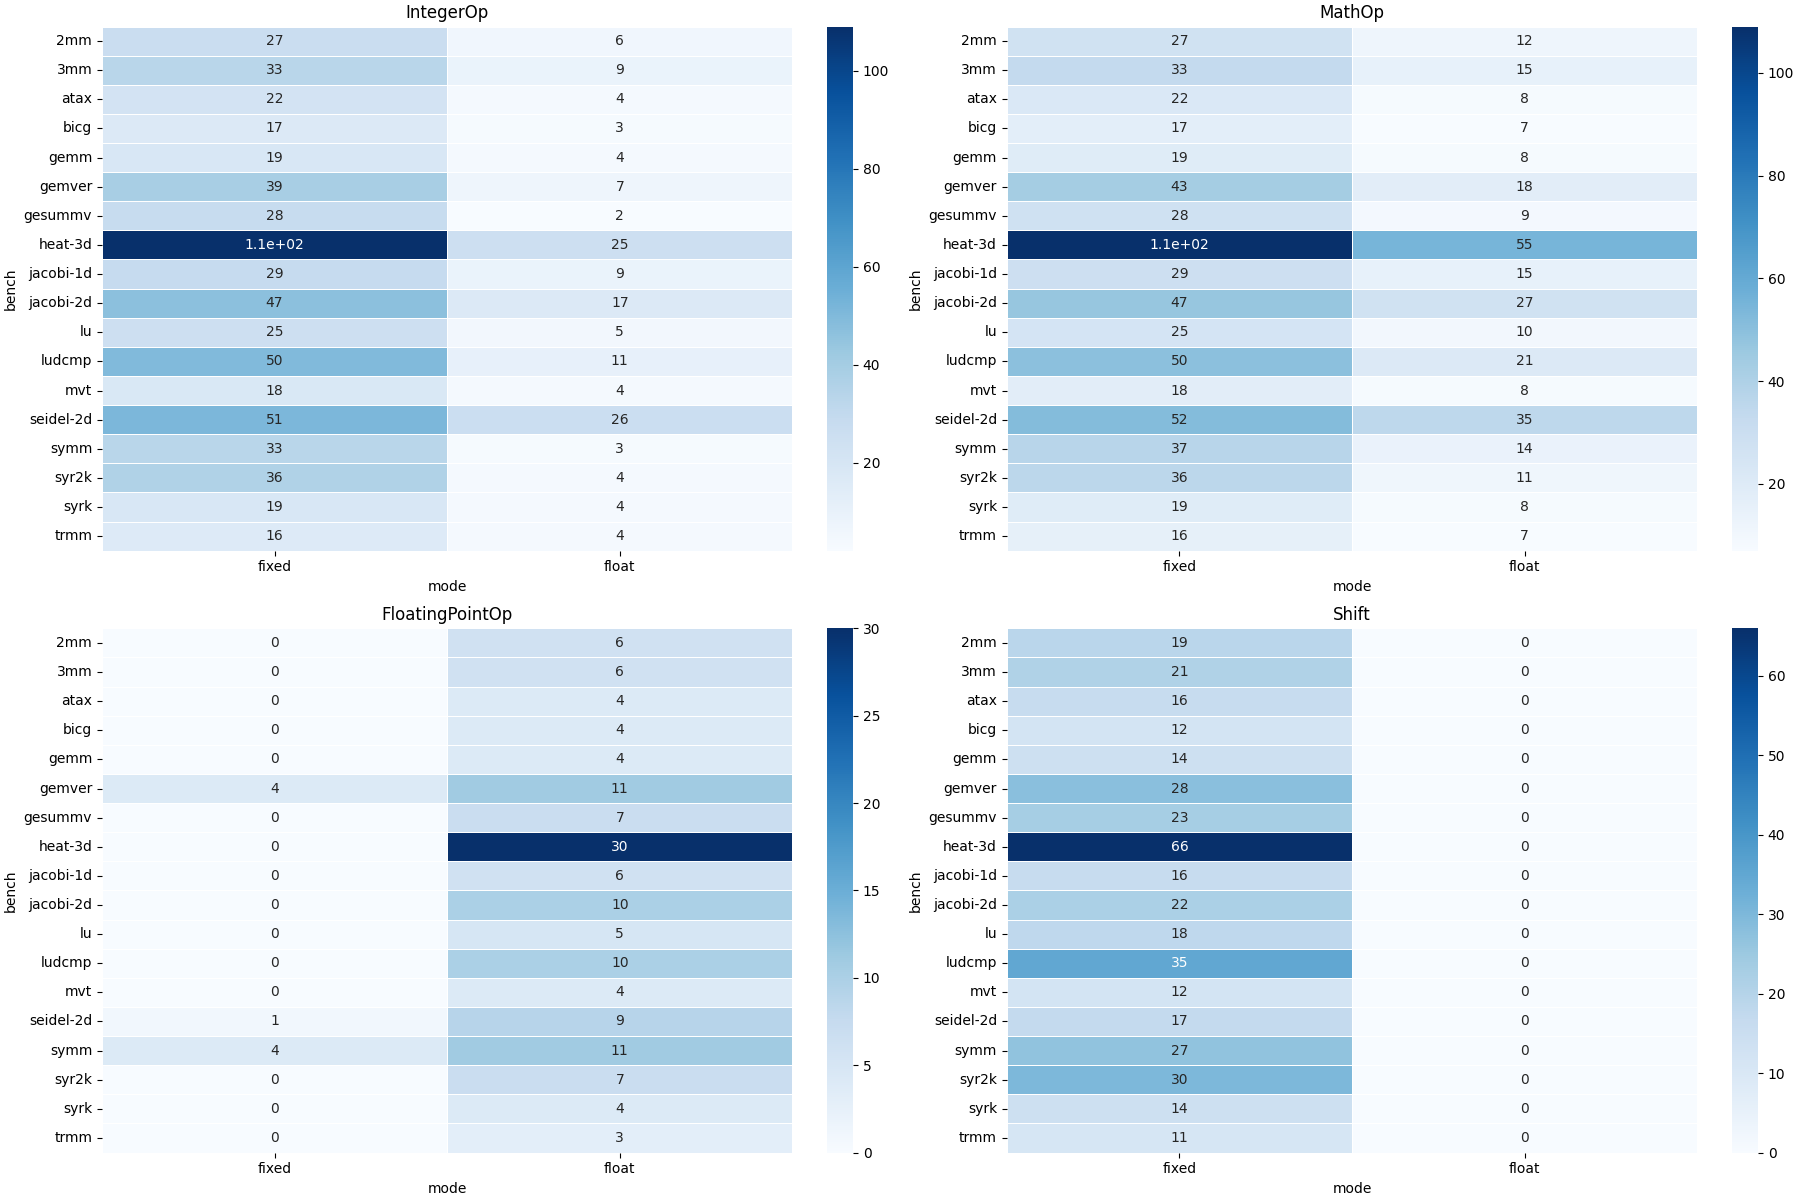 IntegerOp
bench
2mm 27 6
3mm 33 9
atax 22 4
bicg 17 3
gemm 19 4
gemver 39 7
gesummv 28 2
heat-3d 1.1e+02 25
jacobi-1d 29 9
jacobi-2d 47 17
lu 25 5
ludcmp 50 11
mvt 18 4
seidel-2d 51 26
symm 33 3
syr2k 36 4
syrk 19 4
trmm 16 4
fixed float
mode
100
80
60
40
20
MathOp
bench
2mm 27 12
3mm 33 15
atax 22 8
bicg 17 7
gemm 19 8
gemver 43 18
gesummv 28 9
heat-3d 1.1e+02 55
jacobi-1d 29 15
jacobi-2d 47 27
lu 25 10
ludcmp 50 21
mvt 18 8
seidel-2d 52 35
symm 37 14
syr2k 36 11
syrk 19 8
trmm 16 7
fixed float
mode
100
80
60
40
20
FloatingPointOp
bench
2mm 0 6
3mm 0 6
atax 0 4
bicg 0 4
gemm 0 4
gemver 4 11
gesummv 0 7
heat-3d 0 30
jacobi-1d 0 6
jacobi-2d 0 10
lu 0 5
ludcmp 0 10
mvt 0 4
seidel-2d 1 9
symm 4 11
syr2k 0 7
syrk 0 4
trmm 0 3
fixed float
mode
30
25
20
15
10
5
0
Shift
bench
2mm 19 0
3mm 21 0
atax 16 0
bicg 12 0
gemm 14 0
gemver 28 0
gesummv 23 0
heat-3d 66 0
jacobi-1d 16 0
jacobi-2d 22 0
lu 18 0
ludcmp 35 0
mvt 12 0
seidel-2d 17 0
symm 27 0
syr2k 30 0
syrk 14 0
trmm 11 0
fixed float
mode
60
50
40
30
20
10
0